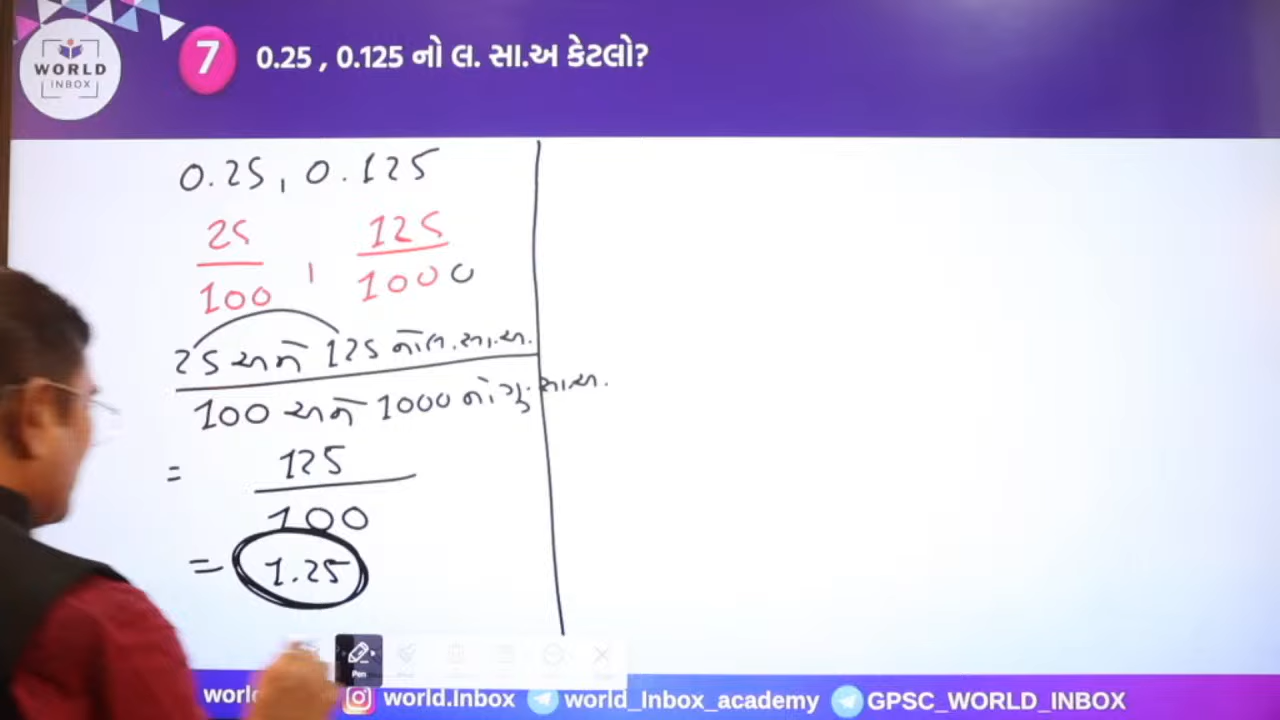 WORLD
INBOX
7 0.25 , 0.125 નો લ. સા.અ કેટલો?
0.25, 0.125
25/100 , 125/1000
25 અને 125 નો લ.સા.અ.
100 અને 1000 નો ગુ.સા.અ.
= 125/100
= 1.25
Pen
world.Inbox world_Inbox_academy GPSC_WORLD_INBOX